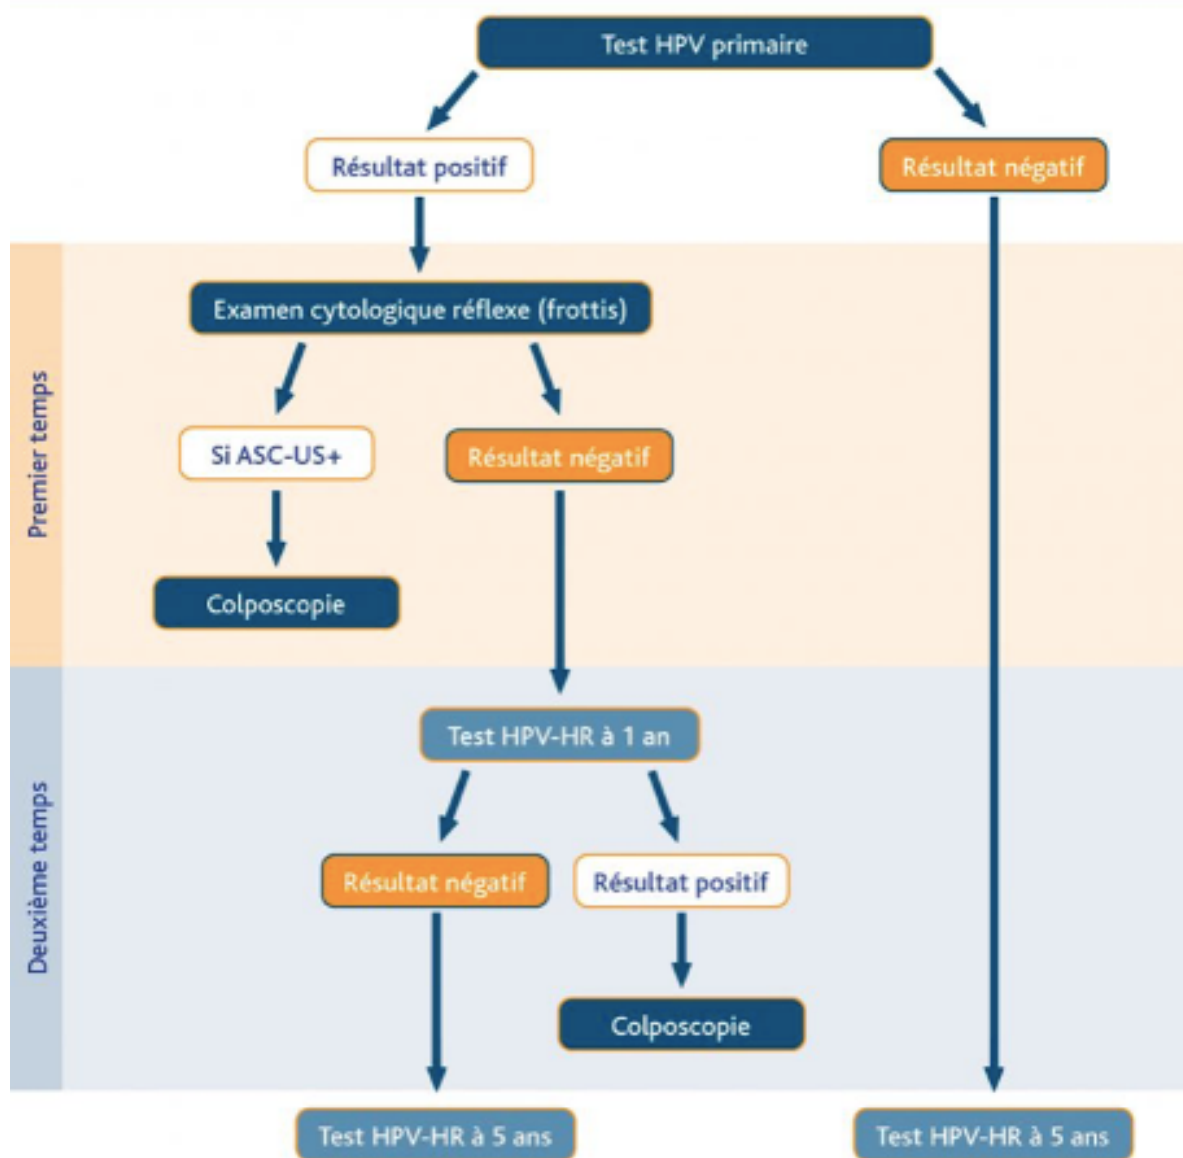 Test HPV primaire
Résultat positif
Résultat négatif
Premier temps
Examen cytologique réflexe (frottis)
Si ASC-US+
Résultat négatif
Colposcopie
Deuxième temps
Test HPV-HR à 1 an
Résultat négatif
Résultat positif
Colposcopie
Test HPV-HR à 5 ans
Test HPV-HR à 5 ans